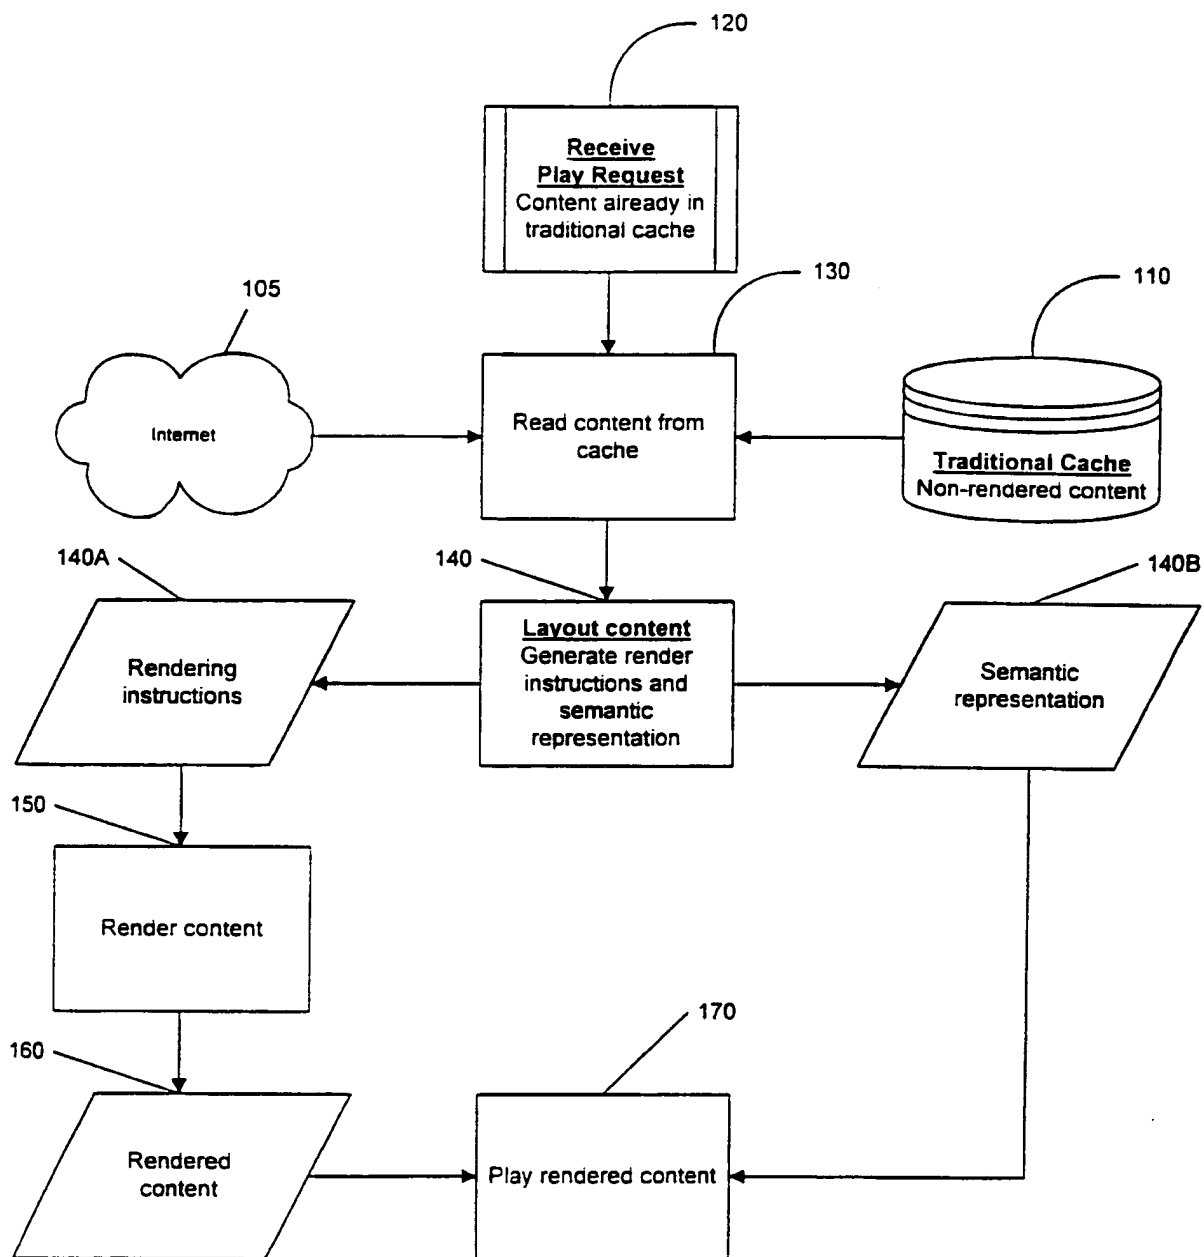 120
Receive
Play Request
Content already in
traditional cache
130
110
105
Internet
Read content from
cache
Traditional Cache
Non-rendered content
140A
140
140B
Rendering
instructions
Layout content
Generate render
instructions and
semantic
representation
Semantic
representation
150
Render content
160
170
Rendered
content
Play rendered content